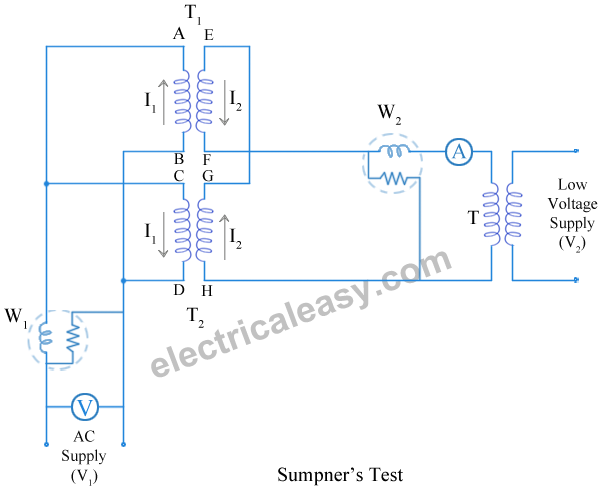 T1
A E
I1 I2
W2
B F
A
C G
T
Low
Voltage
Supply
(V2)
I1 I2
D H
W1
T2
electricaleasy.com
V
AC
Supply
(V1)
Sumpner's Test